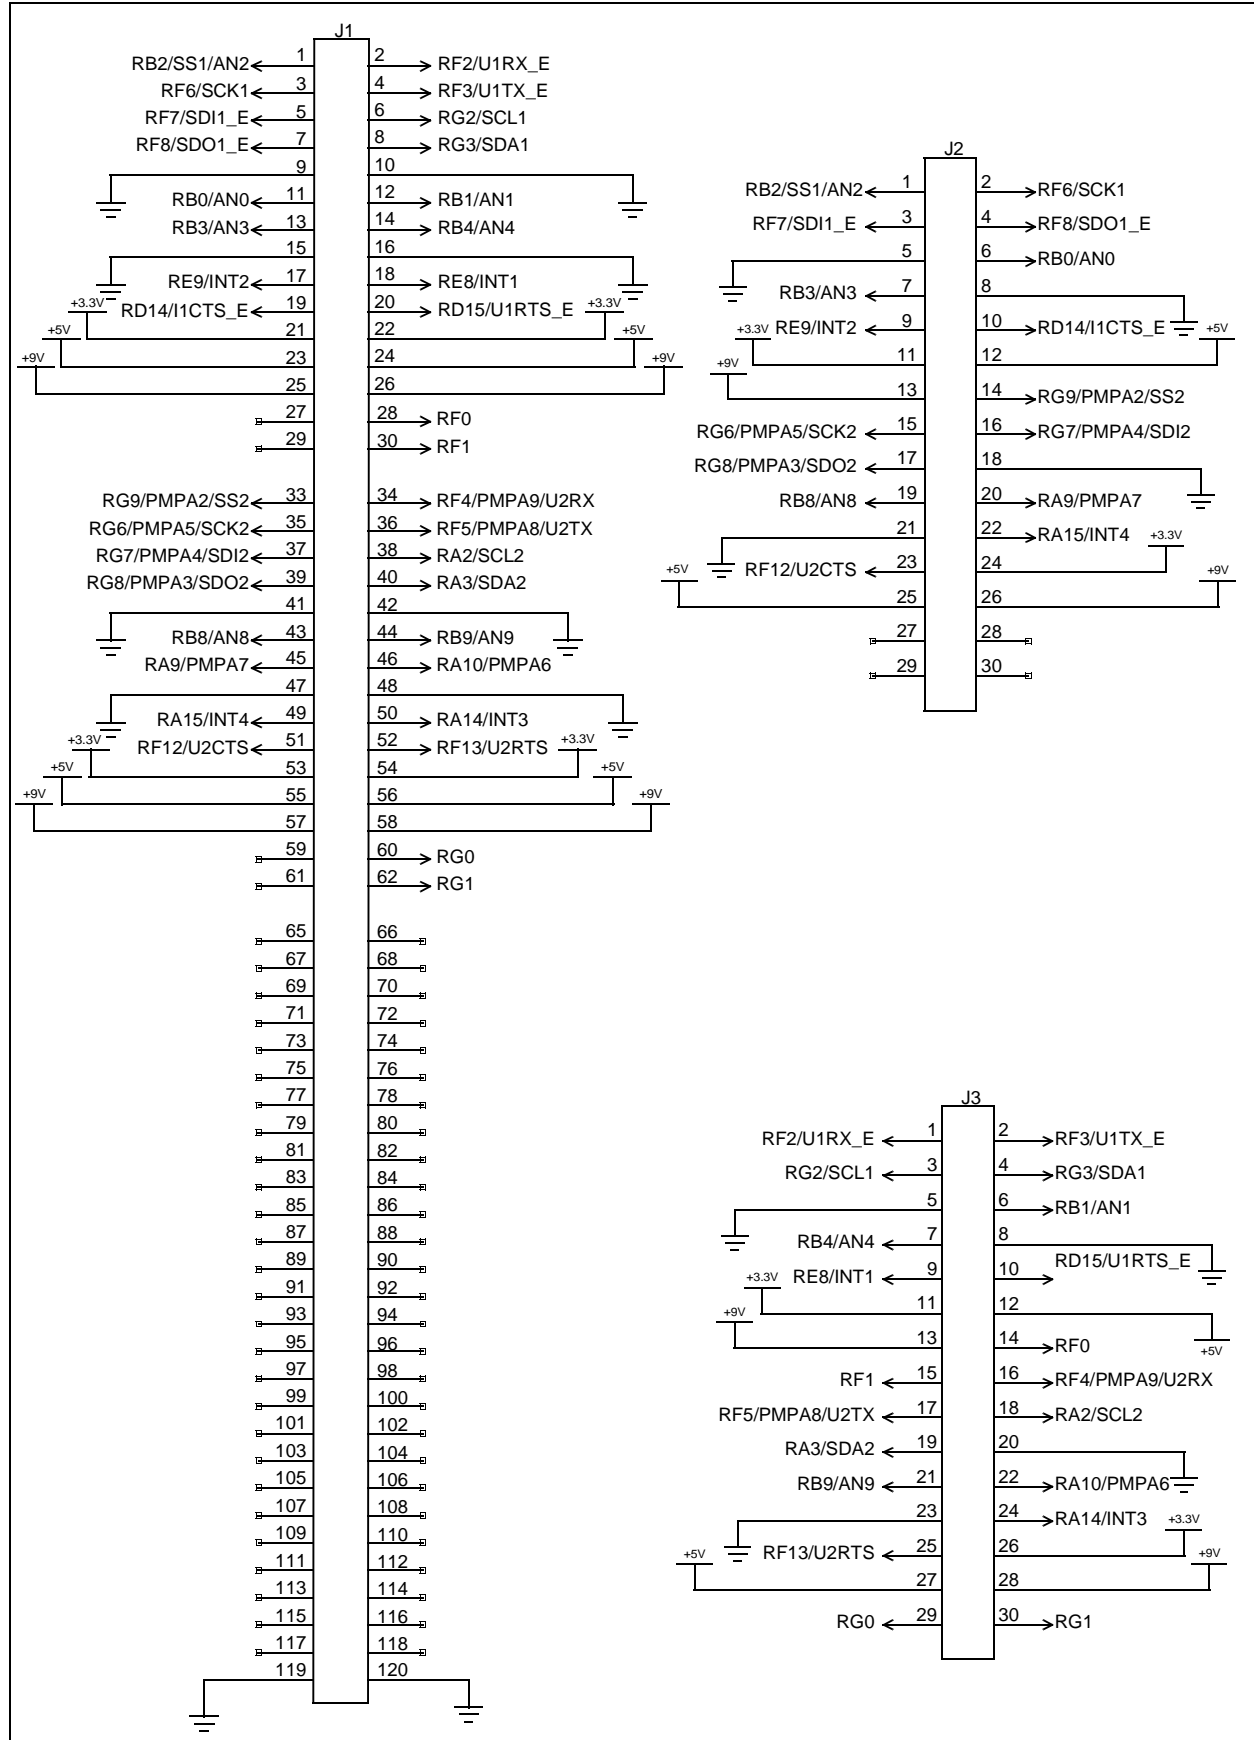 J1
1 2
RB2/SS1/AN2 RF2/U1RX_E
3 4
RF6/SCK1 RF3/U1TX_E
5 6
RF7/SDI1_E RG2/SCL1
7 8
RF8/SDO1_E RG3/SDA1
9 10
11 12
RB0/AN0 RB1/AN1
13 14
RB3/AN3 RB4/AN4
15 16
17 18
RE9/INT2 RE8/INT1
19 20
RD14/I1CTS_E RD15/U1RTS_E
+3.3V 21 22 +3.3V
+5V 23 24 +5V
+9V 25 26 +9V
27 28 RF0
29 30 RF1
RG9/PMPA2/SS2 33 34 RF4/PMPA9/U2RX
RG6/PMPA5/SCK2 35 36 RF5/PMPA8/U2TX
RG7/PMPA4/SDI2 37 38 RA2/SCL2
RG8/PMPA3/SDO2 39 40 RA3/SDA2
41 42
RB8/AN8 43 44 RB9/AN9
RA9/PMPA7 45 46 RA10/PMPA6
47 48
RA15/INT4 49 50 RA14/INT3
RF12/U2CTS 51 52 RF13/U2RTS
+3.3V 53 54 +3.3V
+5V 55 56 +5V
+9V 57 58 +9V
59 60 RG0
61 62 RG1
65 66
67 68
69 70
71 72
73 74
75 76
77 78
79 80
81 82
83 84
85 86
87 88
89 90
91 92
93 94
95 96
97 98
99 100
101 102
103 104
105 106
107 108
109 110
111 112
113 114
115 116
117 118
119 120
J2
RB2/SS1/AN2 1 2 RF6/SCK1
RF7/SDI1_E 3 4 RF8/SDO1_E
5 6 RB0/AN0
RB3/AN3 7 8
RE9/INT2 9 10 RD14/I1CTS_E
+3.3V 11 12 +5V
+9V 13 14 RG9/PMPA2/SS2
RG6/PMPA5/SCK2 15 16 RG7/PMPA4/SDI2
RG8/PMPA3/SDO2 17 18
RB8/AN8 19 20 RA9/PMPA7
21 22 RA15/INT4
RF12/U2CTS 23 24 +3.3V
+5V 25 26 +9V
27 28
29 30
J3
RF2/U1RX_E 1 2 RF3/U1TX_E
RG2/SCL1 3 4 RG3/SDA1
5 6 RB1/AN1
RB4/AN4 7 8
RE8/INT1 9 10 RD15/U1RTS_E
+3.3V 11 12 +5V
+9V 13 14 RF0
RF1 15 16 RF4/PMPA9/U2RX
RF5/PMPA8/U2TX 17 18 RA2/SCL2
RA3/SDA2 19 20
RB9/AN9 21 22 RA10/PMPA6
23 24 RA14/INT3
RF13/U2RTS 25 26 +3.3V
+5V 27 28 +9V
RG0 29 30 RG1